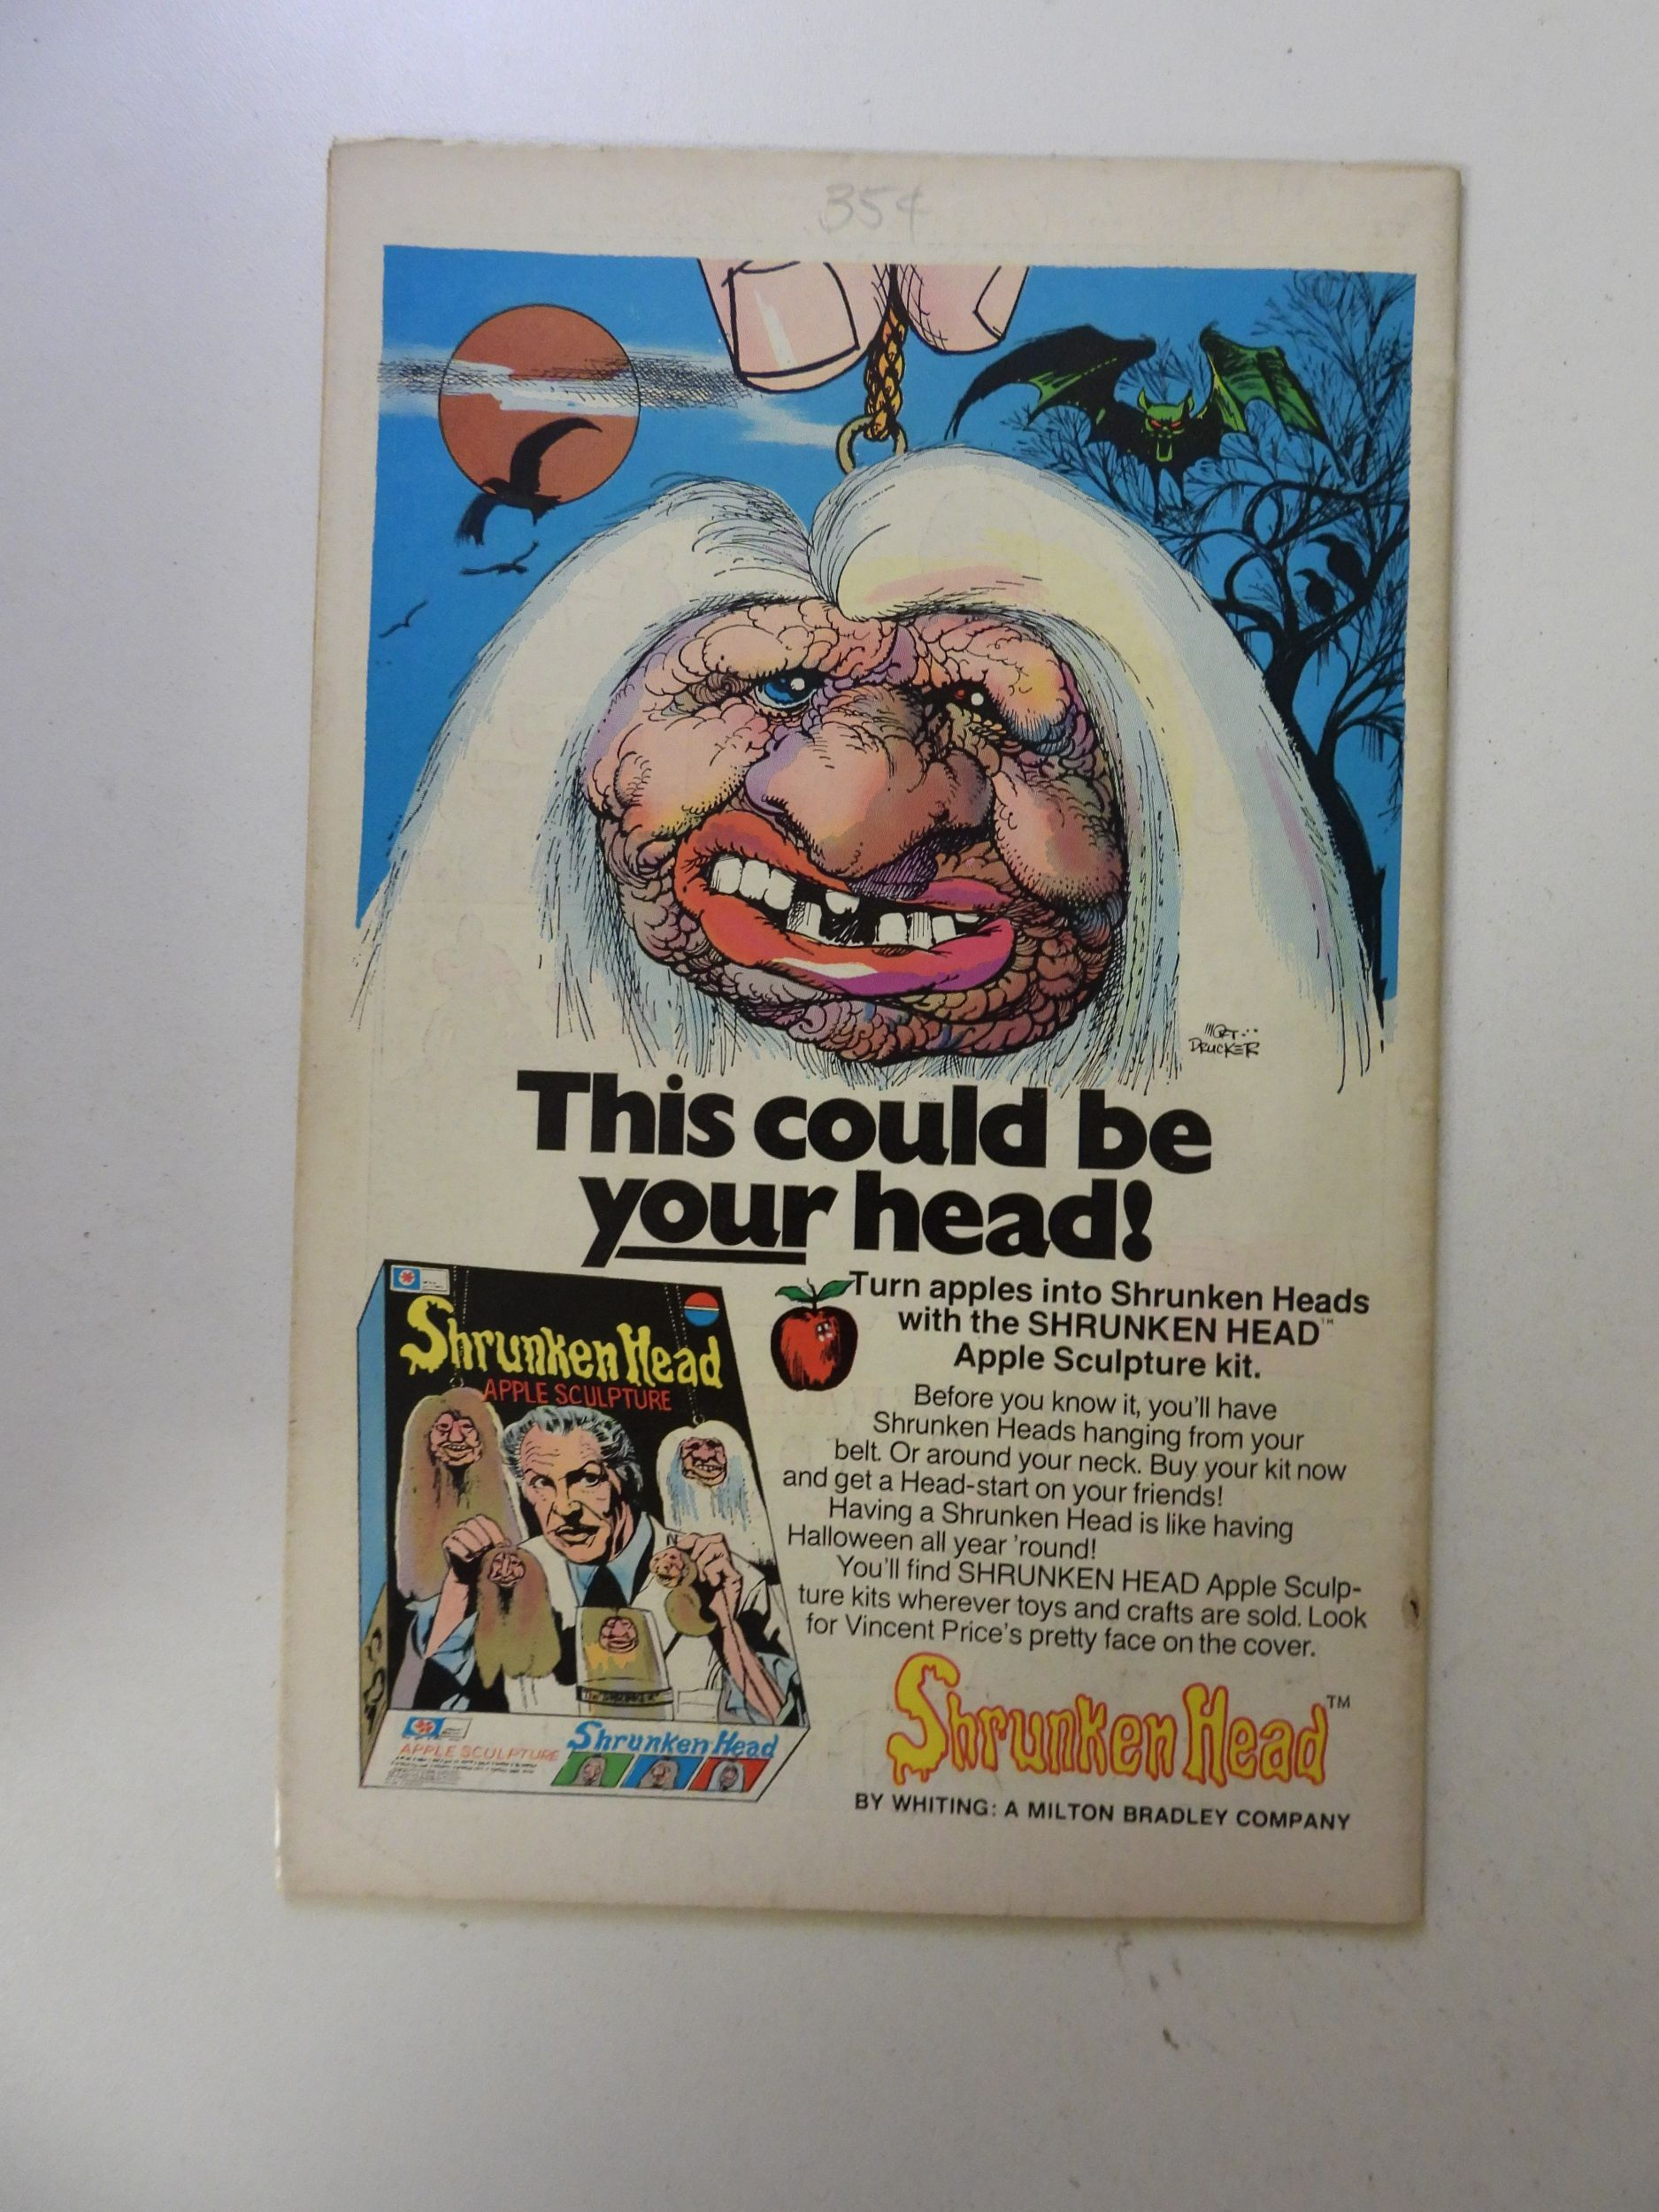 35¢
MORT
DRUCKER
This could be
your head!
Turn apples into Shrunken Heads
with the SHRUNKEN HEAD™
Apple Sculpture kit.
Before you know it, you'll have
Shrunken Heads hanging from your
belt. Or around your neck. Buy your kit now
and get a Head-start on your friends!
Having a Shrunken Head is like having
Halloween all year 'round!
You'll find SHRUNKEN HEAD Apple Sculp-
ture kits wherever toys and crafts are sold. Look
for Vincent Price's pretty face on the cover.
Shrunken Head™
BY WHITING: A MILTON BRADLEY COMPANY
Shrunken Head
APPLE SCULPTURE
Shrunken Head
APPLE SCULPTURE